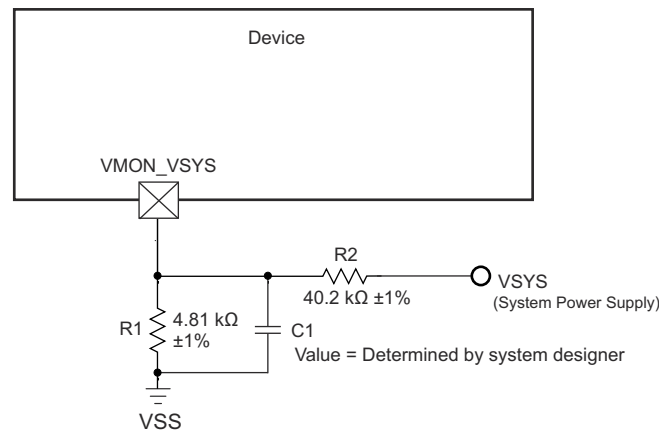 Device
VMON_VSYS
R2
40.2 kΩ ±1%
VSYS
(System Power Supply)
R1
4.81 kΩ
±1%
C1
Value = Determined by system designer
VSS